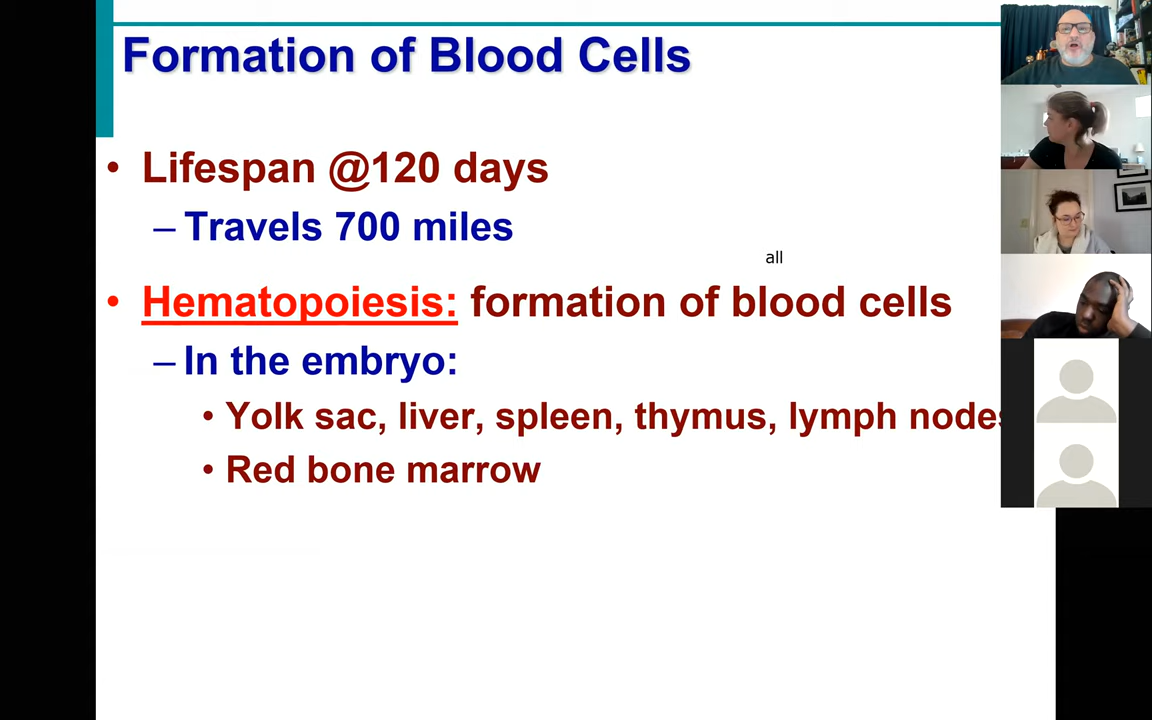 Formation of Blood Cells
• Lifespan @120 days
– Travels 700 miles
all
• Hematopoiesis: formation of blood cells
– In the embryo:
• Yolk sac, liver, spleen, thymus, lymph nodes
• Red bone marrow